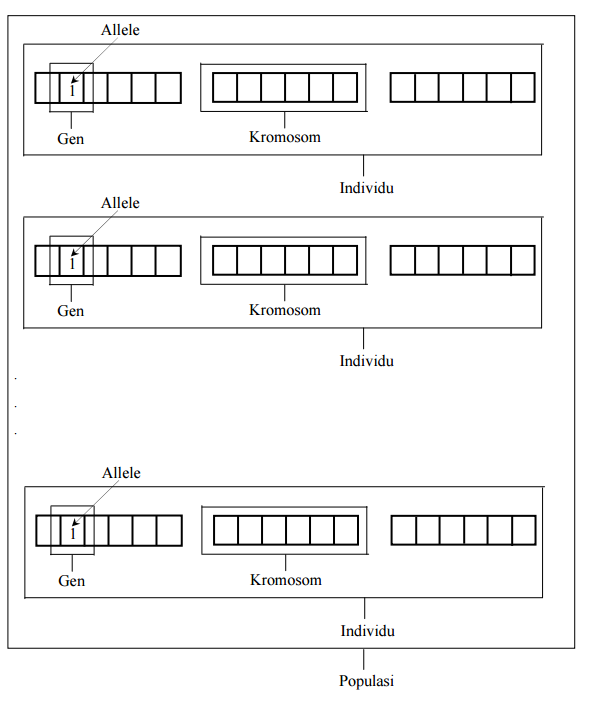 Allele
1
Gen
Kromosom
Individu
Allele
1
Gen
Kromosom
Individu
.
.
.
Allele
1
Gen
Kromosom
Individu
Populasi